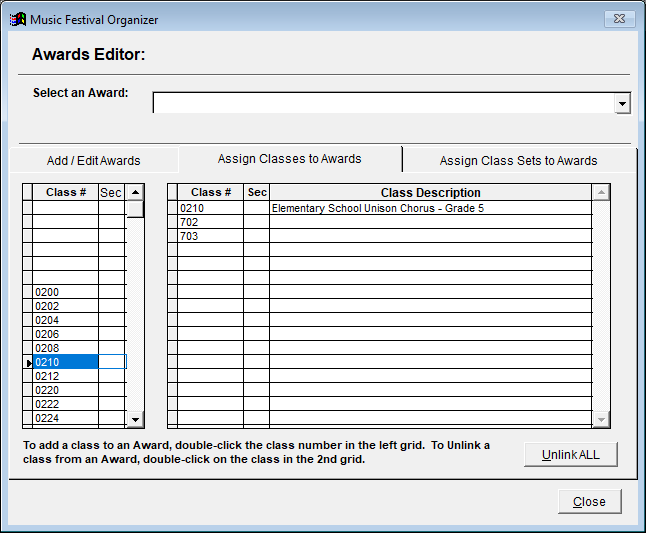 Music Festival Organizer
Awards Editor:
Select an Award:
Add / Edit Awards
Assign Classes to Awards
Assign Class Sets to Awards
Class # Sec
0200
0202
0204
0206
0208
0210
0212
0220
0222
0224
Class # Sec Class Description
0210 Elementary School Unison Chorus - Grade 5
702
703
To add a class to an Award, double-click the class number in the left grid. To Unlink a
class from an Award, double-click on the class in the 2nd grid.
Unlink ALL
Close